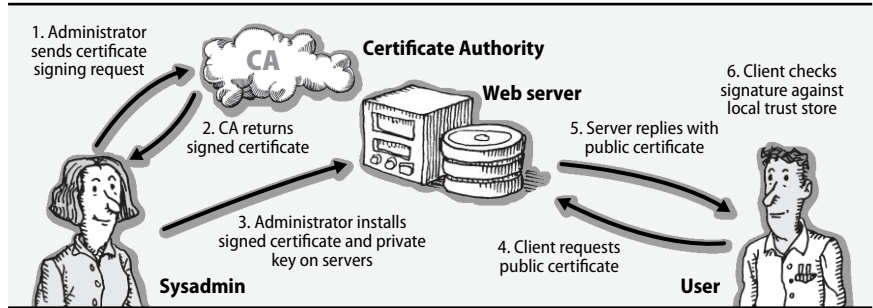 1. Administrator
sends certificate
signing request
CA
Certificate Authority
Web server
2. CA returns
signed certificate
6. Client checks
signature against
local trust store
5. Server replies with
public certificate
3. Administrator installs
signed certificate and private
key on servers
4. Client requests
public certificate
Sysadmin
User